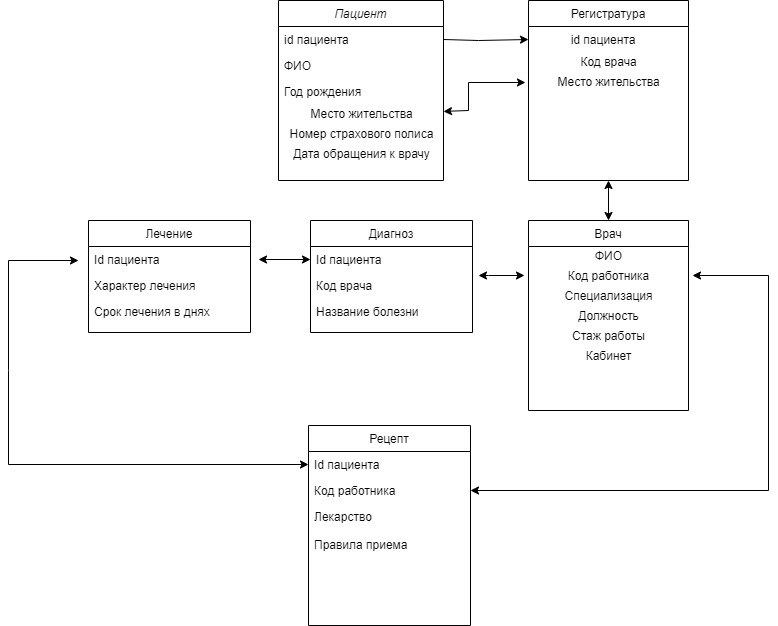 Пациент
id пациента
ФИО
Год рождения
Место жительства
Номер страхового полиса
Дата обращения к врачу
Регистратура
id пациента
Код врача
Место жительства
Лечение
Id пациента
Характер лечения
Срок лечения в днях
Диагноз
Id пациента
Код врача
Название болезни
Врач
ФИО
Код работника
Специализация
Должность
Стаж работы
Кабинет
Рецепт
Id пациента
Код работника
Лекарство
Правила приема